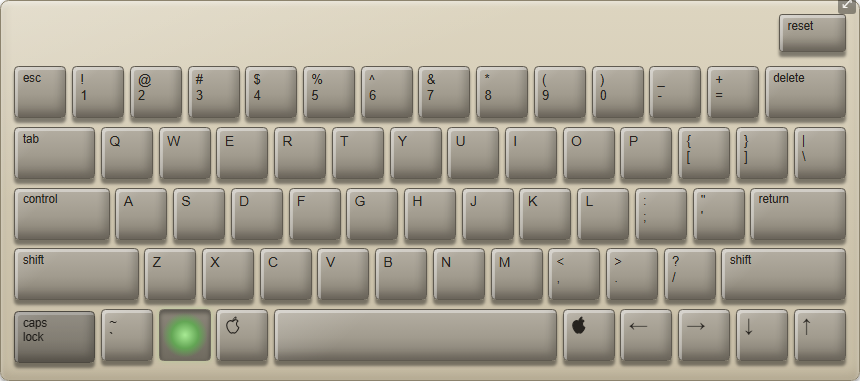 reset
esc ! 1 @ 2 # 3 $ 4 % 5 ^ 6 & 7 * 8 ( 9 ) 0 _ - + = delete
tab Q W E R T Y U I O P { [ } ] | \
control A S D F G H J K L : ; " ' return
shift Z X C V B N M < , > . ? / shift
caps lock ~ ` ← → ↓ ↑